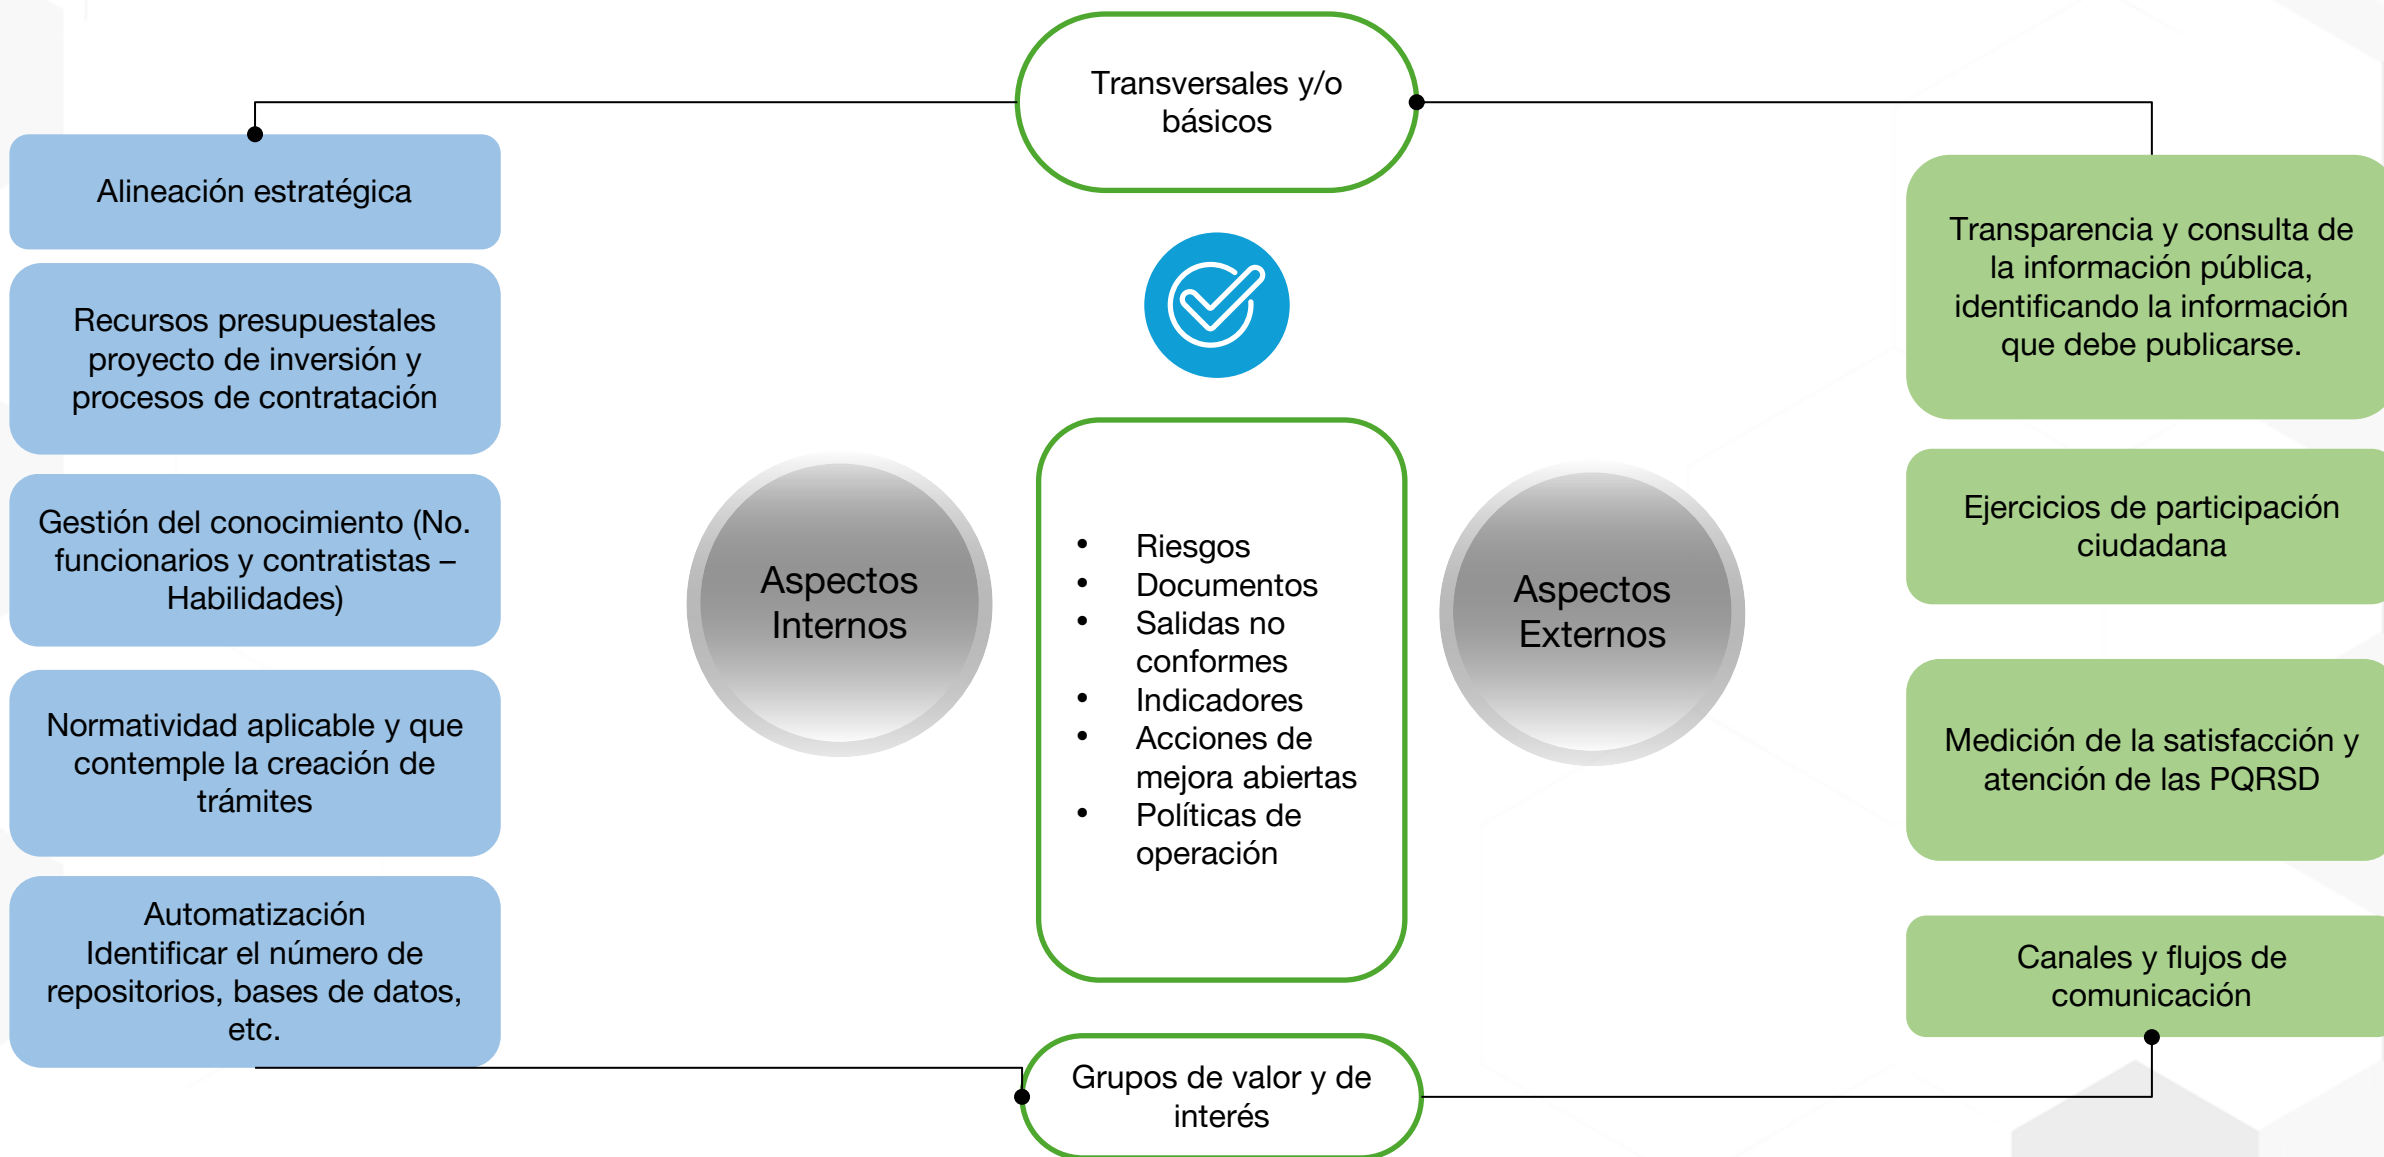 Transversales y/o
básicos
Alineación estratégica
Recursos presupuestales
proyecto de inversión y
procesos de contratación
Gestión del conocimiento (No.
funcionarios y contratistas –
Habilidades)
Normatividad aplicable y que
contemple la creación de
trámites
Automatización
Identificar el número de
repositorios, bases de datos,
etc.
Aspectos
Internos
• Riesgos
• Documentos
• Salidas no
conformes
• Indicadores
• Acciones de
mejora abiertas
• Políticas de
operación
Aspectos
Externos
Transparencia y consulta de
la información pública,
identificando la información
que debe publicarse.
Ejercicios de participación
ciudadana
Medición de la satisfacción y
atención de las PQRSD
Canales y flujos de
comunicación
Grupos de valor y de
interés